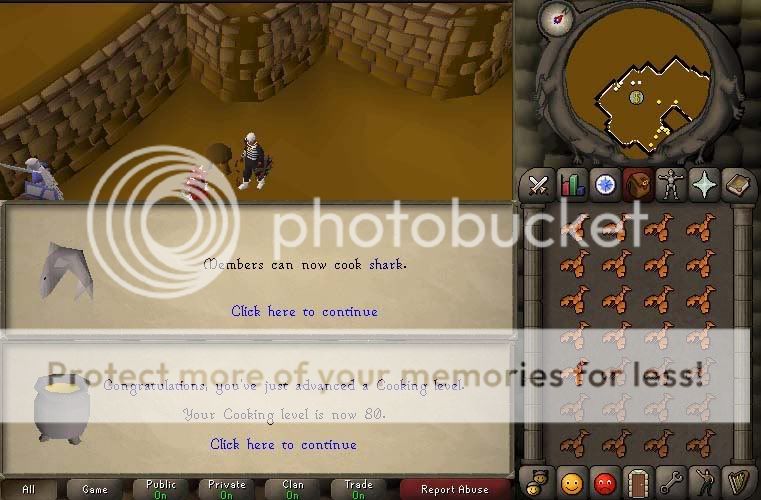 photobucket
Members can now cook shark.
Click here to continue
Protect more of your memories for less!
Congratulations, you've just advanced a Cooking level.
Your Cooking level is now 80.
Click here to continue
All
Game
Public
On
Private
On
Clan
On
Trade
On
Report Abuse